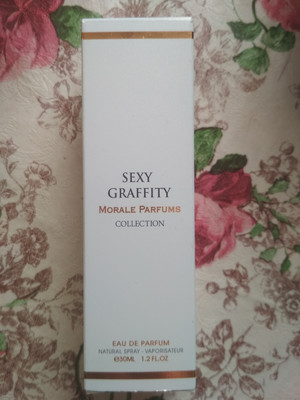 SEXY
GRAFFITY
MORALE PARFUMS
COLLECTION
EAU DE PARFUM
NATURAL SPRAY - VAPORISATEUR
℮30ML 1.2 FL.OZ